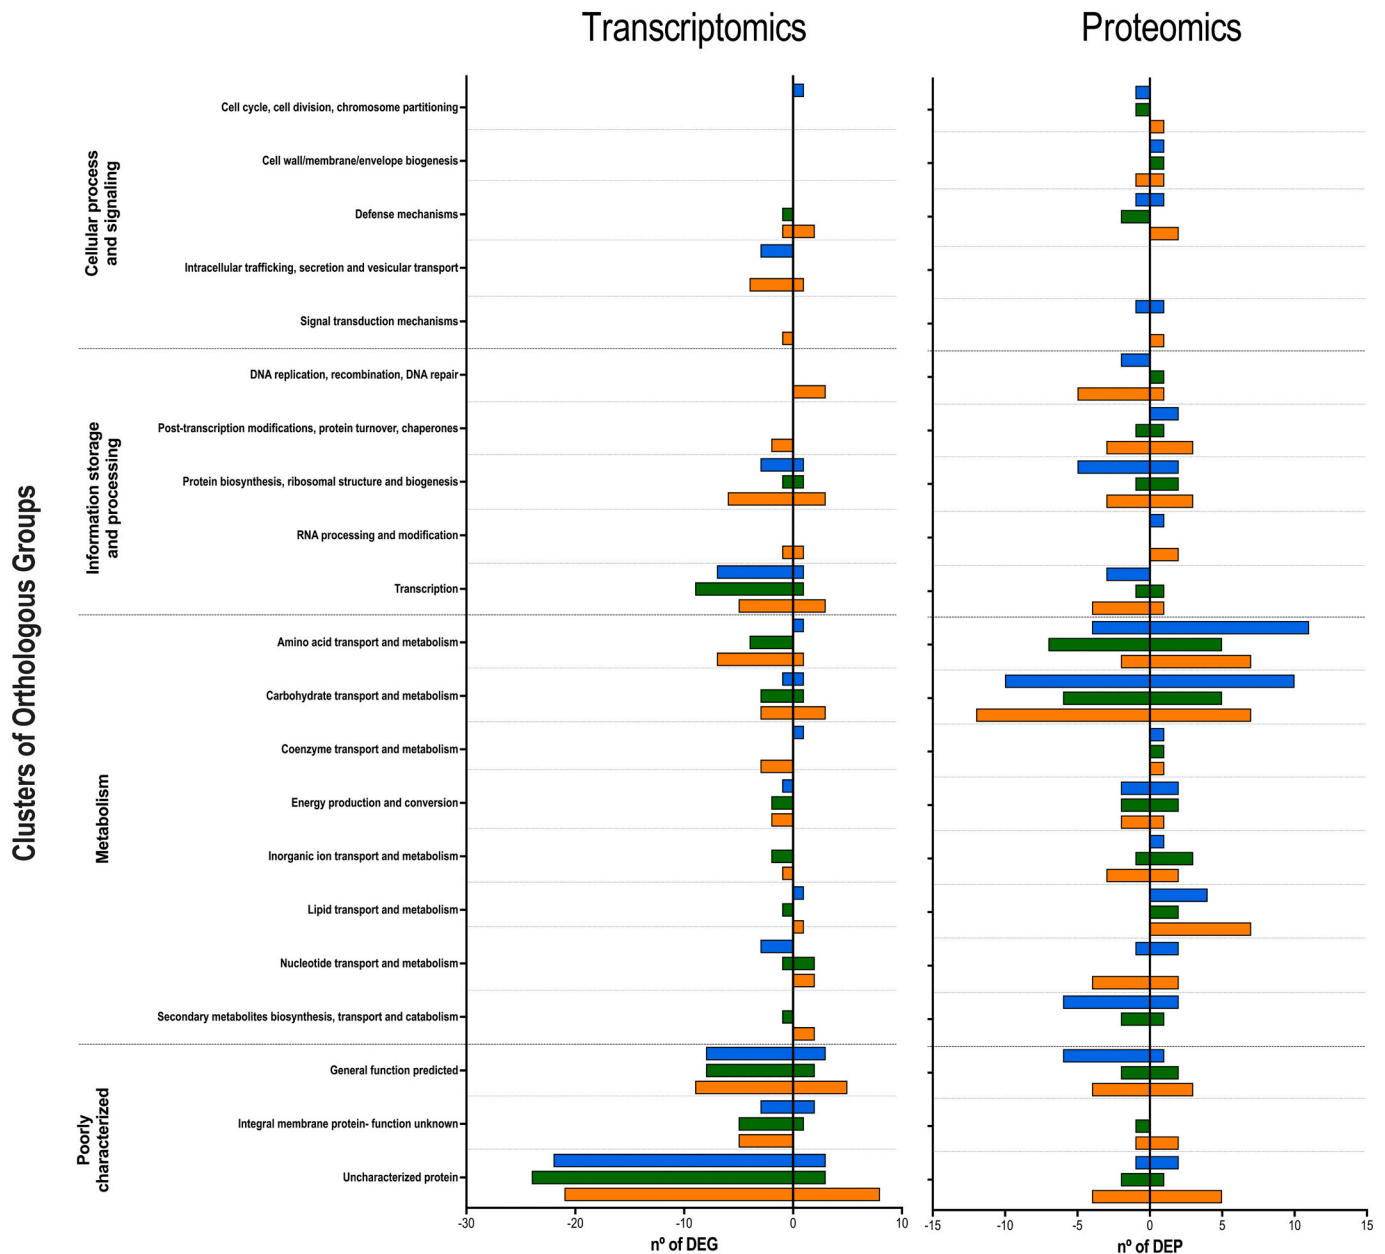 Transcriptomics
Proteomics
Clusters of Orthologous Groups
Cellular process
and signaling
Cell cycle, cell division, chromosome partitioning
Cell wall/membrane/envelope biogenesis
Defense mechanisms
Intracellular trafficking, secretion and vesicular transport
Signal transduction mechanisms
Information storage
and processing
DNA replication, recombination, DNA repair
Post-transcription modifications, protein turnover, chaperones
Protein biosynthesis, ribosomal structure and biogenesis
RNA processing and modification
Transcription
Metabolism
Amino acid transport and metabolism
Carbohydrate transport and metabolism
Coenzyme transport and metabolism
Energy production and conversion
Inorganic ion transport and metabolism
Lipid transport and metabolism
Nucleotide transport and metabolism
Secondary metabolites biosynthesis, transport and catabolism
Poorly
characterized
General function predicted
Integral membrane protein- function unknown
Uncharacterized protein
-30 -20 -10 0 10
nº of DEG
-15 -10 -5 0 5 10 15
nº of DEP